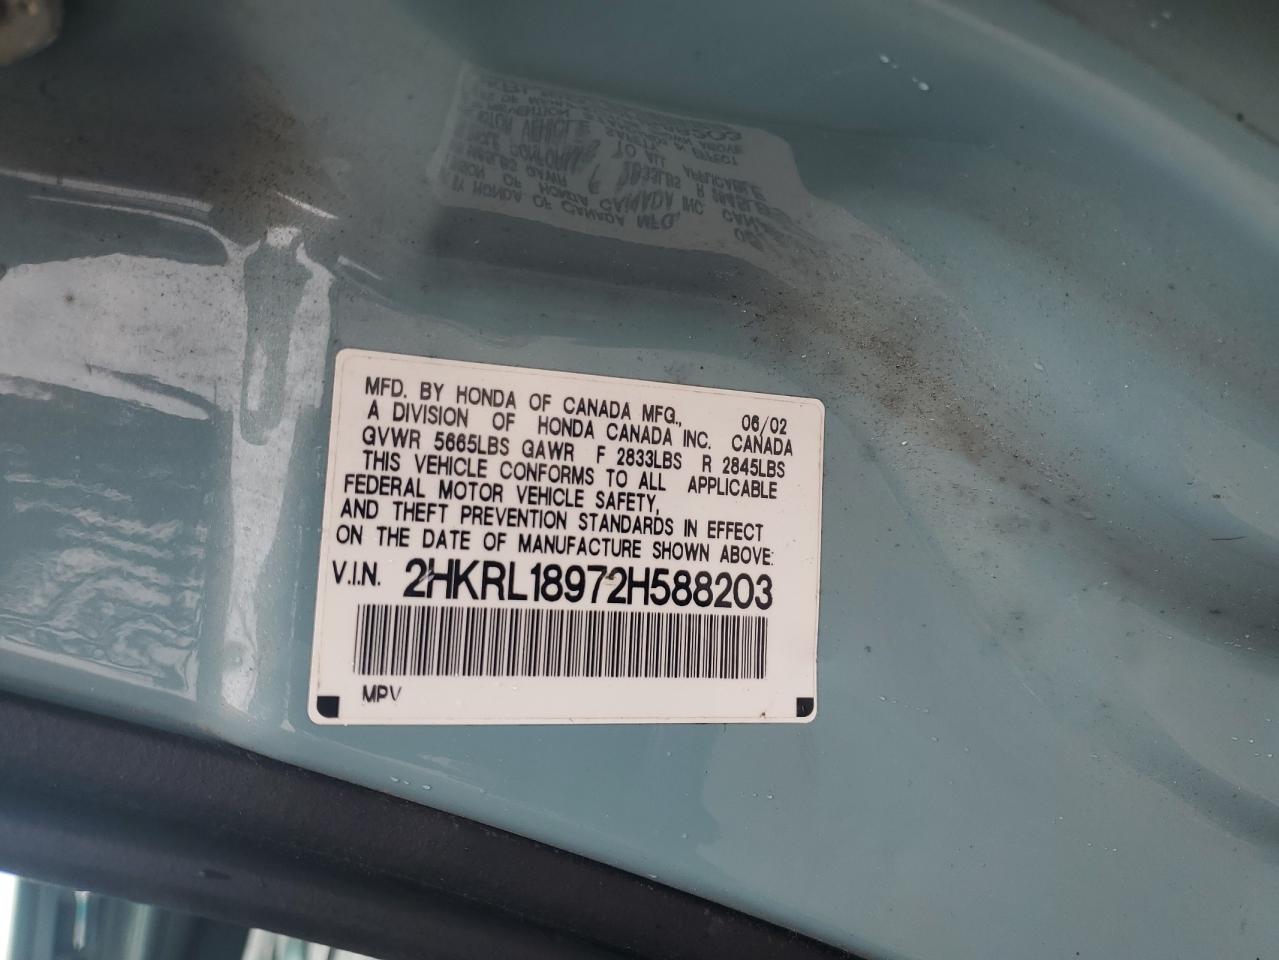 MFD. BY HONDA OF CANADA MFG., 06/02
A DIVISION OF HONDA CANADA INC. CANADA
GVWR 5665LBS GAWR F 2833LBS R 2845LBS
THIS VEHICLE CONFORMS TO ALL APPLICABLE
FEDERAL MOTOR VEHICLE SAFETY,
AND THEFT PREVENTION STANDARDS IN EFFECT
ON THE DATE OF MANUFACTURE SHOWN ABOVE:
V.I.N. 2HKRL18972H588203
MPV